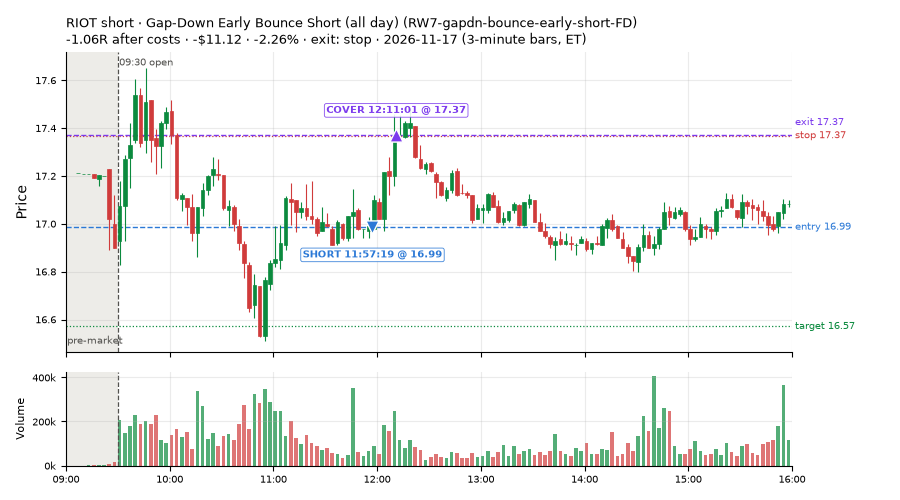 RIOT short · Gap-Down Early Bounce Short (all day) (RW7-gapdn-bounce-early-short-FD)
-1.06R after costs · -$11.12 · -2.26% · exit: stop · 2026-11-17 (3-minute bars, ET)
09:30 open
COVER 12:11:01 @ 17.37
SHORT 11:57:19 @ 16.99
exit 17.37
stop 17.37
entry 16.99
target 16.57
pre-market
Price
17.6
17.4
17.2
17.0
16.8
16.6
Volume
400k
200k
0k
09:00 10:00 11:00 12:00 13:00 14:00 15:00 16:00